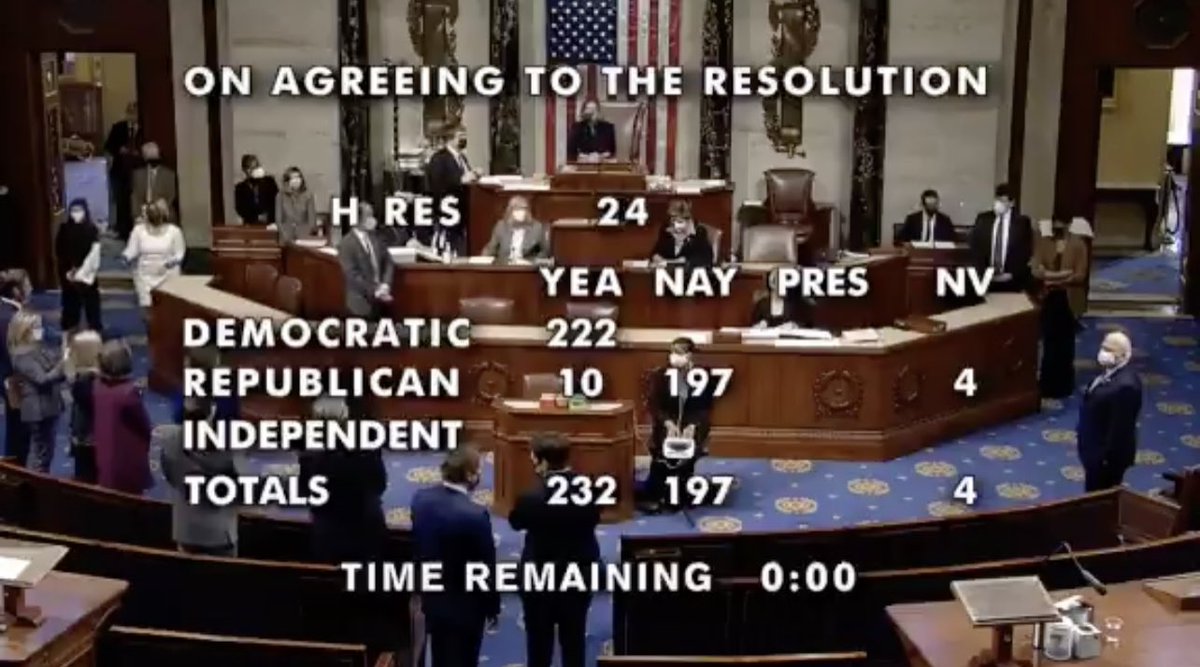 ON AGREEING TO THE RESOLUTION
H RES 24
YEA NAY PRES NV
DEMOCRATIC 222
REPUBLICAN 10 197 4
INDEPENDENT
TOTALS 232 197 4
TIME REMAINING 0:00